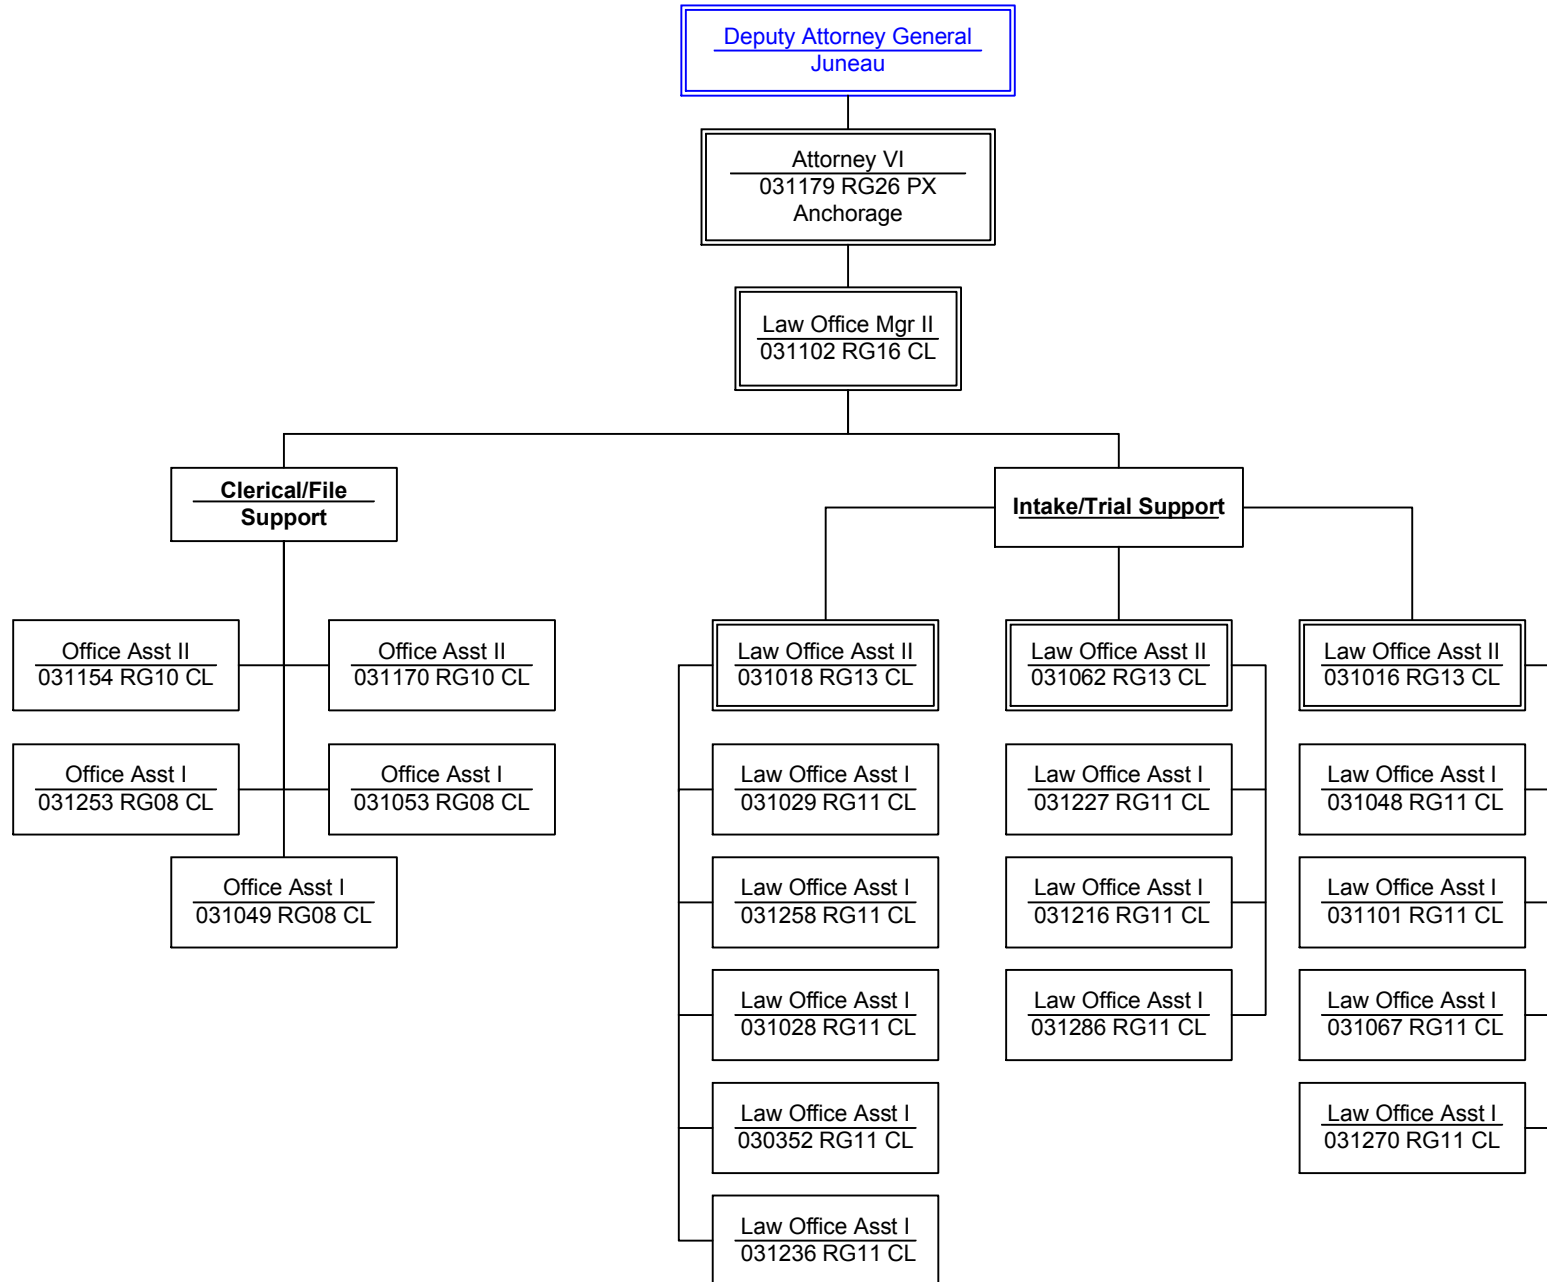 Deputy Attorney General
Juneau
Attorney VI
031179 RG26 PX
Anchorage
Law Office Mgr II
031102 RG16 CL
Clerical/File
Support
Intake/Trial Support
Office Asst II
031154 RG10 CL
Office Asst II
031170 RG10 CL
Office Asst I
031253 RG08 CL
Office Asst I
031053 RG08 CL
Office Asst I
031049 RG08 CL
Law Office Asst II
031018 RG13 CL
Law Office Asst I
031029 RG11 CL
Law Office Asst I
031258 RG11 CL
Law Office Asst I
031028 RG11 CL
Law Office Asst I
030352 RG11 CL
Law Office Asst I
031236 RG11 CL
Law Office Asst II
031062 RG13 CL
Law Office Asst I
031227 RG11 CL
Law Office Asst I
031216 RG11 CL
Law Office Asst I
031286 RG11 CL
Law Office Asst II
031016 RG13 CL
Law Office Asst I
031048 RG11 CL
Law Office Asst I
031101 RG11 CL
Law Office Asst I
031067 RG11 CL
Law Office Asst I
031270 RG11 CL